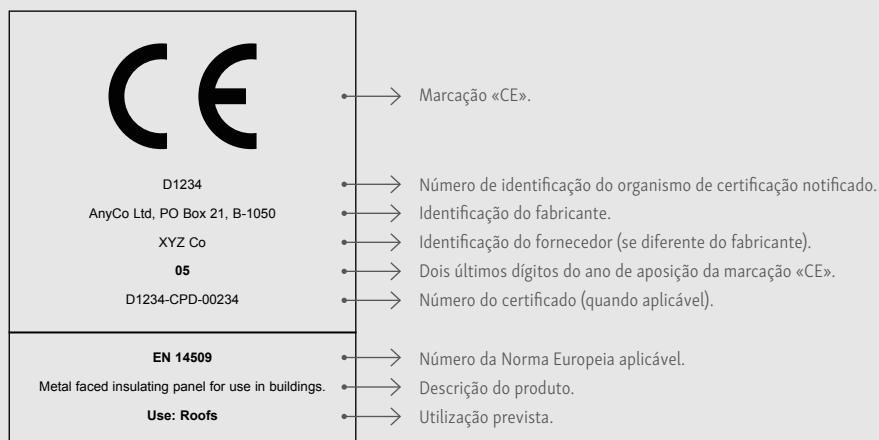 CE
Marcação «CE».
D1234
Número de identificação do organismo de certificação notificado.
AnyCo Ltd, PO Box 21, B-1050
Identificação do fabricante.
XYZ Co
Identificação do fornecedor (se diferente do fabricante).
05
Dois últimos dígitos do ano de aposição da marcação «CE».
D1234-CPD-00234
Número do certificado (quando aplicável).
EN 14509
Número da Norma Europeia aplicável.
Metal faced insulating panel for use in buildings.
Descrição do produto.
Use: Roofs
Utilização prevista.